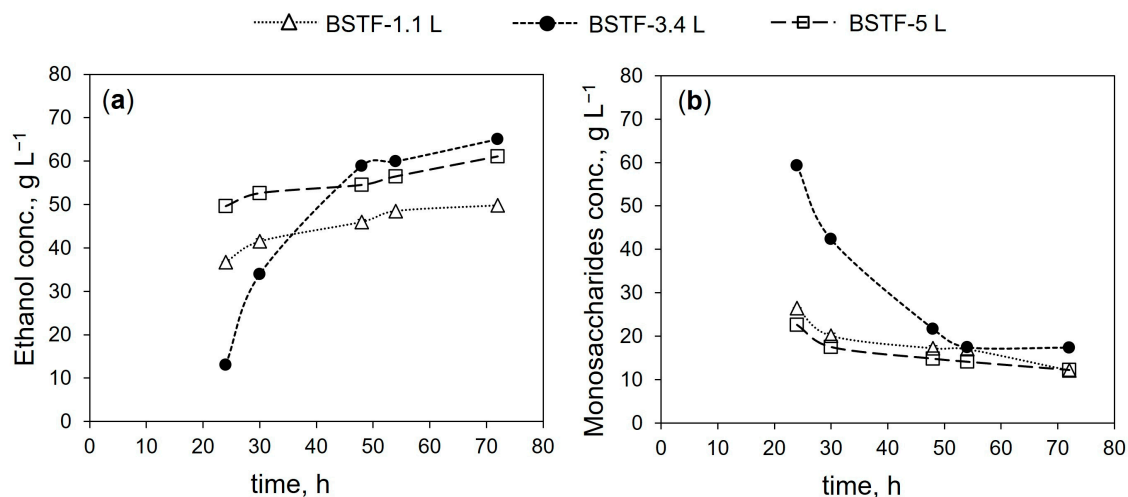 BSTF-1.1 L BSTF-3.4 L BSTF-5 L
(a)
Ethanol conc., g L⁻¹
80
70
60
50
40
30
20
10
0
0 10 20 30 40 50 60 70 80
time, h
(b)
Monosaccharides conc., g L⁻¹
80
70
60
50
40
30
20
10
0
0 10 20 30 40 50 60 70 80
time, h